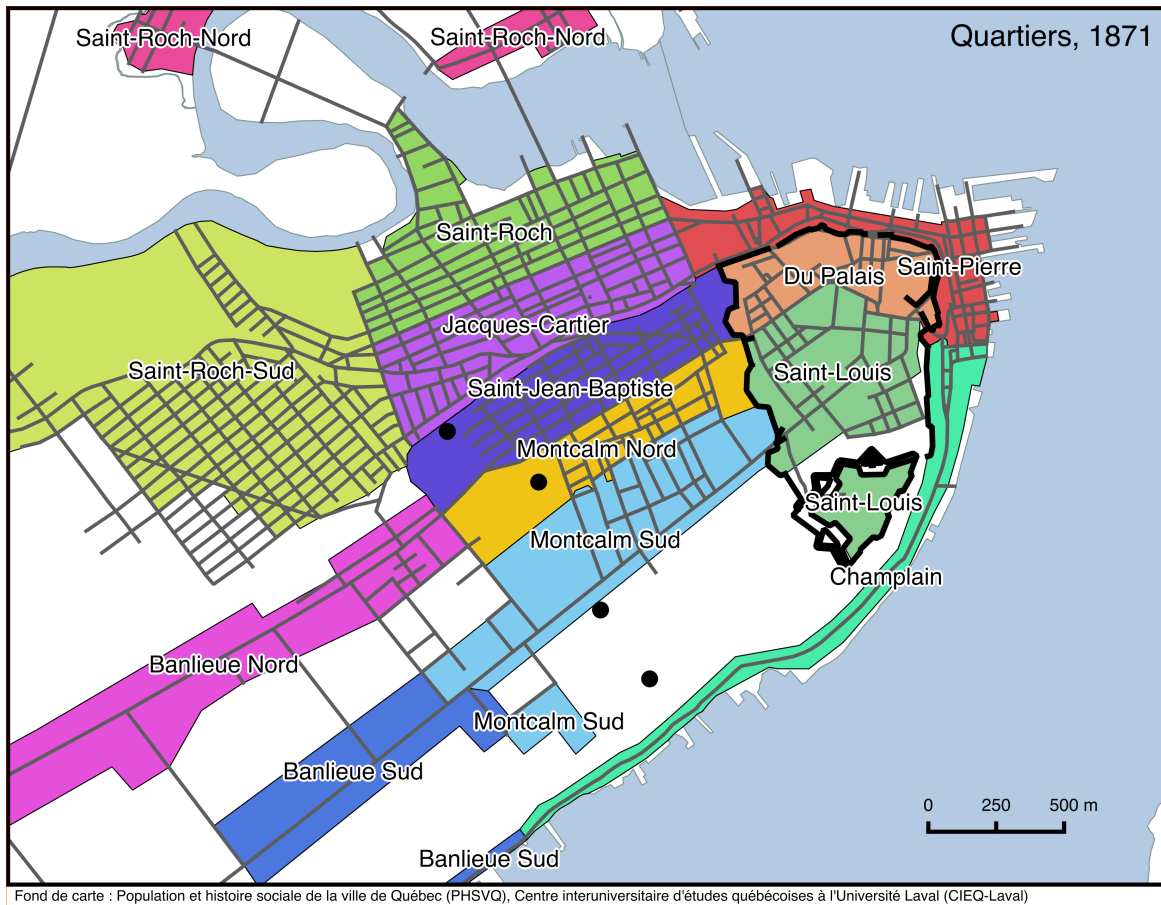 Saint-Roch-Nord
Saint-Roch-Nord
Quartiers, 1871
Saint-Roch
Du Palais
Saint-Pierre
Jacques-Cartier
Saint-Roch-Sud
Saint-Louis
Saint-Jean-Baptiste
Montcalm Nord
Saint-Louis
Montcalm Sud
Champlain
Banlieue Nord
Montcalm Sud
Banlieue Sud
0 250 500 m
Banlieue Sud
Fond de carte : Population et histoire sociale de la ville de Québec (PHSVQ), Centre interuniversitaire d'études québécoises à l'Université Laval (CIEQ-Laval)